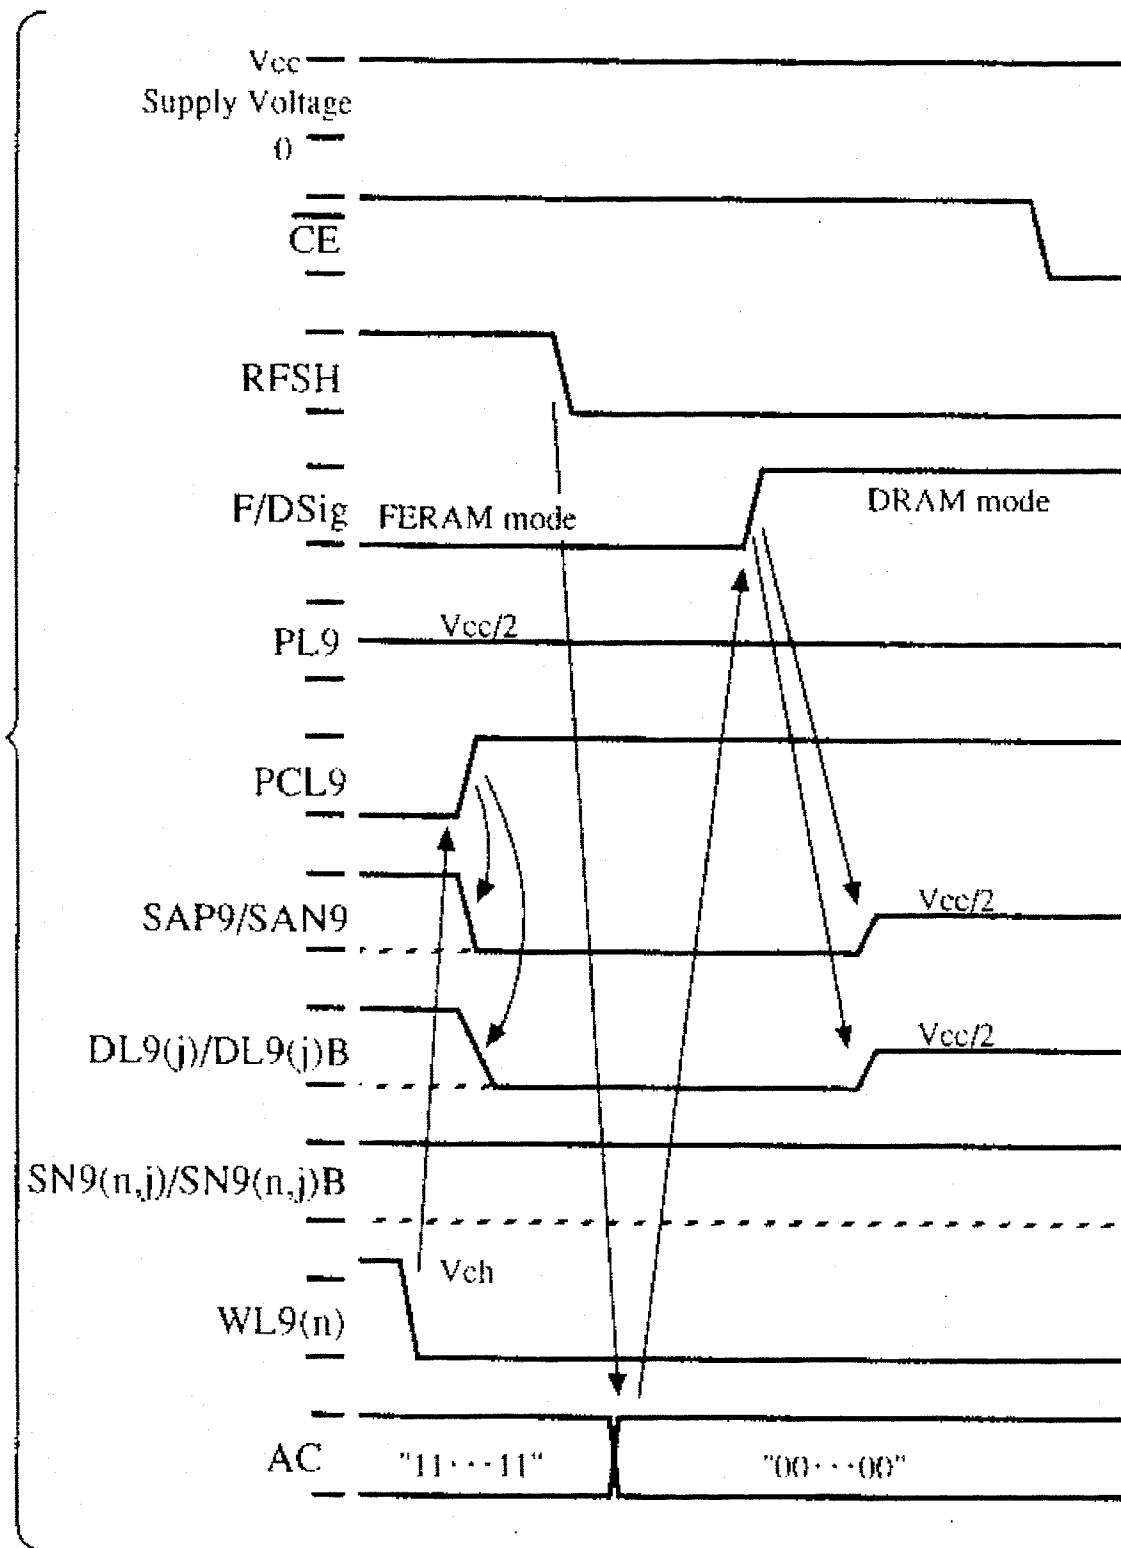 Vcc
Supply Voltage
0
CE
RFSH
F/DSig FERAM mode DRAM mode
PL9 Vcc/2
PCL9
SAP9/SAN9 Vcc/2
DL9(j)/DL9(j)B Vcc/2
SN9(n,j)/SN9(n,j)B
Vch
WL9(n)
AC "11···11" "00···00"